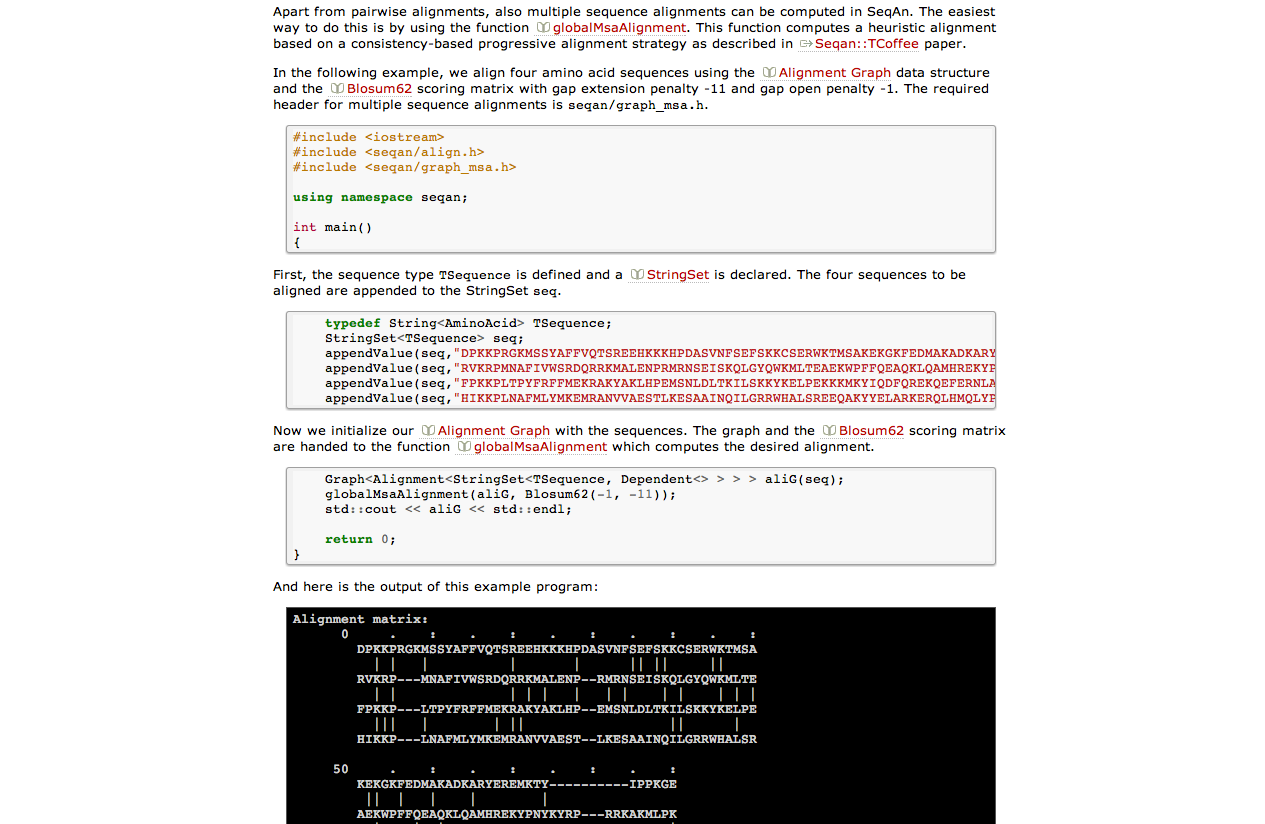 Apart from pairwise alignments, also multiple sequence alignments can be computed in SeqAn. The easiest
way to do this is by using the function globalMsaAlignment. This function computes a heuristic alignment
based on a consistency-based progressive alignment strategy as described in Seqan::TCoffee paper.
In the following example, we align four amino acid sequences using the Alignment Graph data structure
and the Blosum62 scoring matrix with gap extension penalty -11 and gap open penalty -1. The required
header for multiple sequence alignments is seqan/graph_msa.h.
#include <iostream>
#include <seqan/align.h>
#include <seqan/graph_msa.h>
using namespace seqan;
int main()
{
First, the sequence type TSequence is defined and a StringSet is declared. The four sequences to be
aligned are appended to the StringSet seq.
typedef String<AminoAcid> TSequence;
StringSet<TSequence> seq;
appendValue(seq,"DPKKPRGKMSSYAFFVQTSREEHKKKHPDASVNFSEFSKKCSERWKTMSAKEKGKFEDMAKADKARY
appendValue(seq,"RVKRPMNAFIVWSRDQRRKMALENPRMRNSEISKQLGYQWKMLTEAEKWPFFQEAQKLQAMHREKYP
appendValue(seq,"FPKKPLTPYFRFFMEKRAKYAKLHPEMSNLDLTKILSKKYKELPEKKKMKYIQDFQREKQEFERNLA
appendValue(seq,"HIKKPLNAFMLYMKEMRANVVAESTLKESAAINQILGRRWHALSREEQAKYYELARKERQLHMQLYP
Now we initialize our Alignment Graph with the sequences. The graph and the Blosum62 scoring matrix
are handed to the function globalMsaAlignment which computes the desired alignment.
Graph<Alignment<StringSet<TSequence, Dependent<> > > > aliG(seq);
globalMsaAlignment(aliG, Blosum62(-1, -11));
std::cout << aliG << std::endl;
return 0;
}
And here is the output of this example program:
Alignment matrix:
0     .    :    .    :    .    :    .    :    .    :
DPKKPRGKMSSYAFFVQTSREEHKKKHPDASVNFSEFSKKCSERWKTMSA
| |   |          |       |      || ||     ||
RVKRP---MNAFIVWSRDQRRKMALENP--RMRNSEISKQLGYQWKMLTE
| |              | | |   |   | |    | |    | | |
FPKKP---LTPYFRFFMEKRAKYAKLHP--EMSNLDLTKILSKKYKELPE
|||   |        | ||                  ||      |
HIKKP---LNAFMLYMKEMRANVVAEST--LKESAAINQILGRRWHALSR
50     .    :    .    :    .    :    .    :
KEKGKFEDMAKADKARYEREMKTY----------IPPKGE
||  |   |    |        |
AEKWPFFQEAQKLQAMHREKYPNYKYRP---RRKAKMLPK